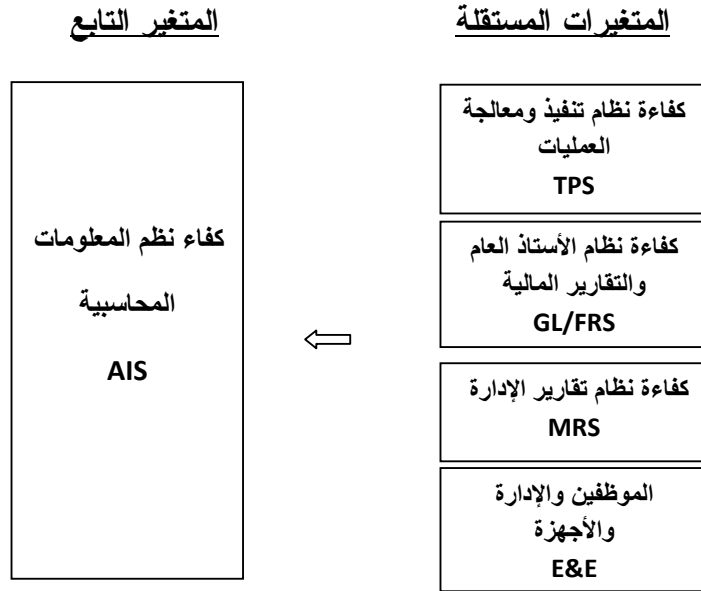 المتغيرات المستقلة
المتغير التابع
كفاءة نظام تنفيذ ومعالجة
العمليات
TPS
كفاءة نظام الأستاذ العام
والتقارير المالية
GL/FRS
كفاءة نظام تقارير الإدارة
MRS
الموظفين والإدارة
والأجهزة
E&E
كفاء نظم المعلومات
المحاسبية
AIS